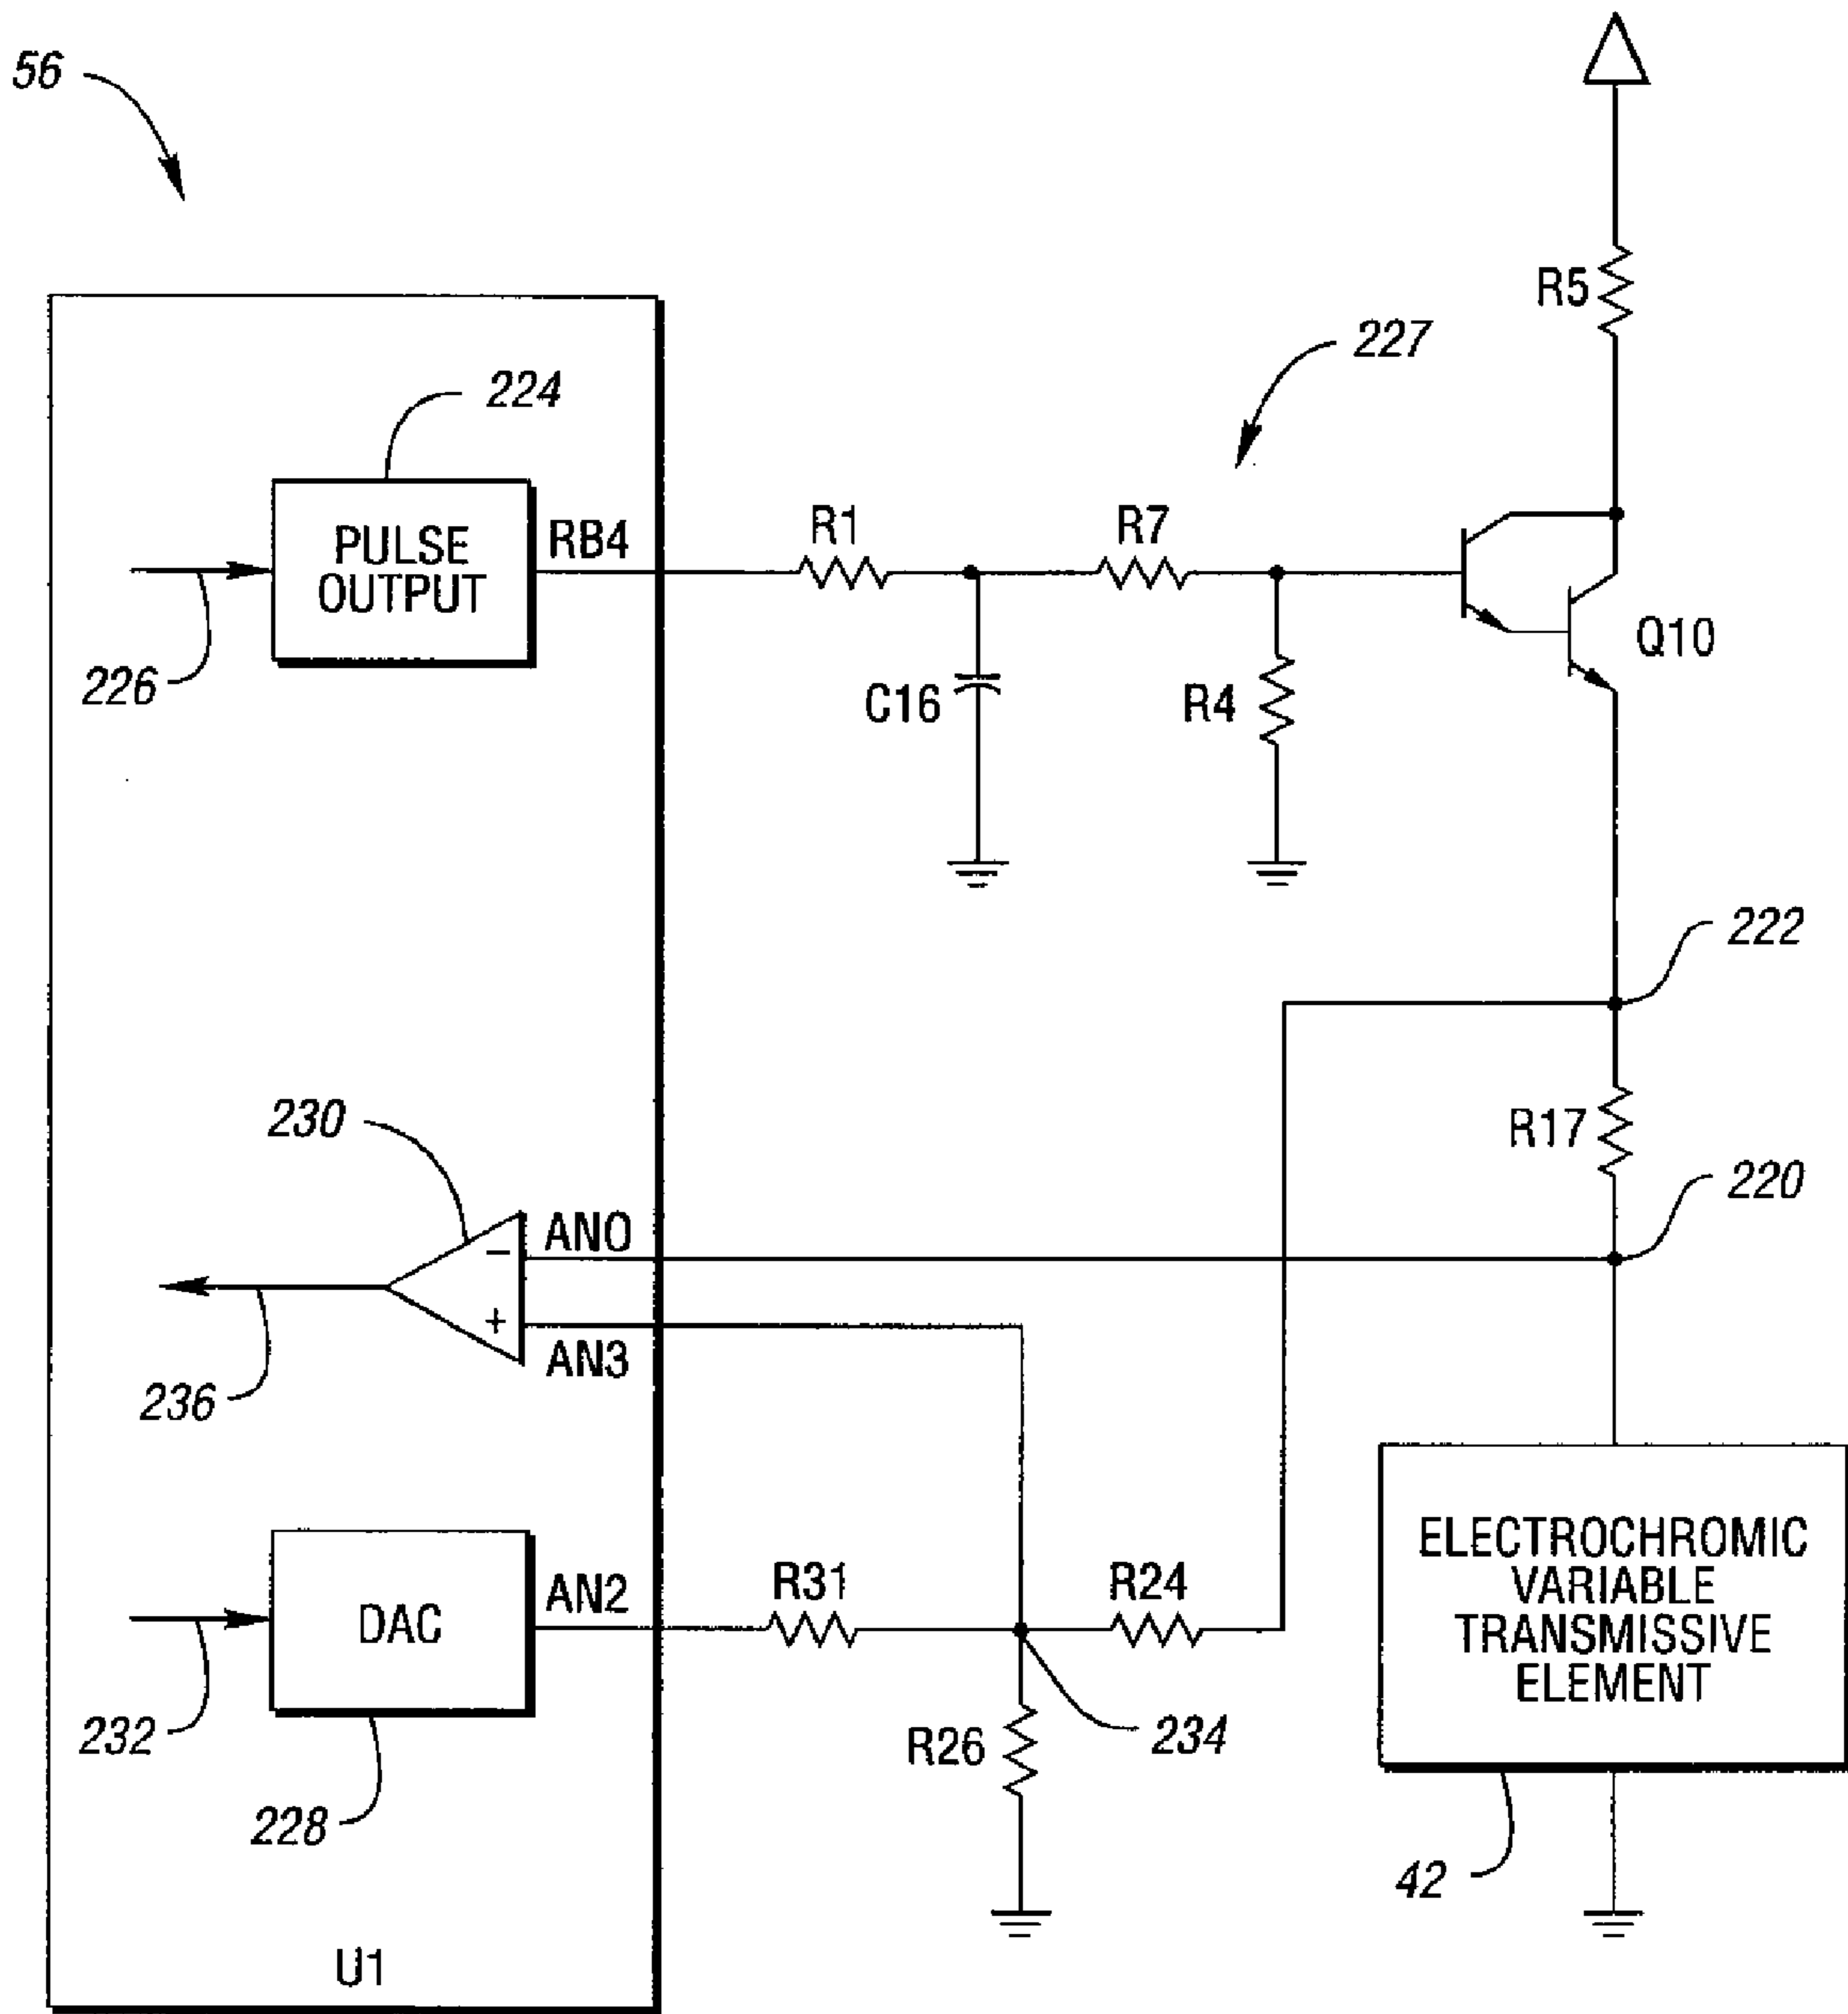 56
R5
227
224
PULSE
OUTPUT
RB4
R1
R7
226
C16
R4
Q10
222
230
R17
220
AN0
−
+
AN3
236
ELECTROCHROMIC
VARIABLE
TRANSMISSIVE
ELEMENT
DAC
AN2
R31
R24
232
R26
234
228
42
U1